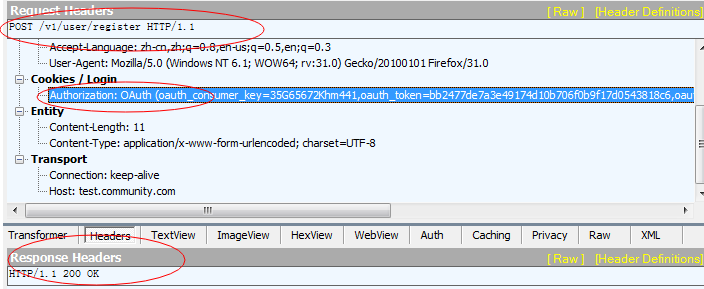 Request Headers [ Raw ] [Header Definitions]
POST /v1/user/register HTTP/1.1
Accept-Language: zh-cn,zh;q=0.8,en-us;q=0.5,en;q=0.3
User-Agent: Mozilla/5.0 (Windows NT 6.1; WOW64; rv:31.0) Gecko/20100101 Firefox/31.0
Cookies / Login
Authorization: OAuth (oauth_consumer_key=35G65672Khm441,oauth_token=bb2477de7a3e49174d10b706f0b9f17d0543818c6,oau
Entity
Content-Length: 11
Content-Type: application/x-www-form-urlencoded; charset=UTF-8
Transport
Connection: keep-alive
Host: test.community.com
Transformer Headers TextView ImageView HexView WebView Auth Caching Privacy Raw XML
Response Headers [ Raw ] [Header Definitions]
HTTP/1.1 200 OK